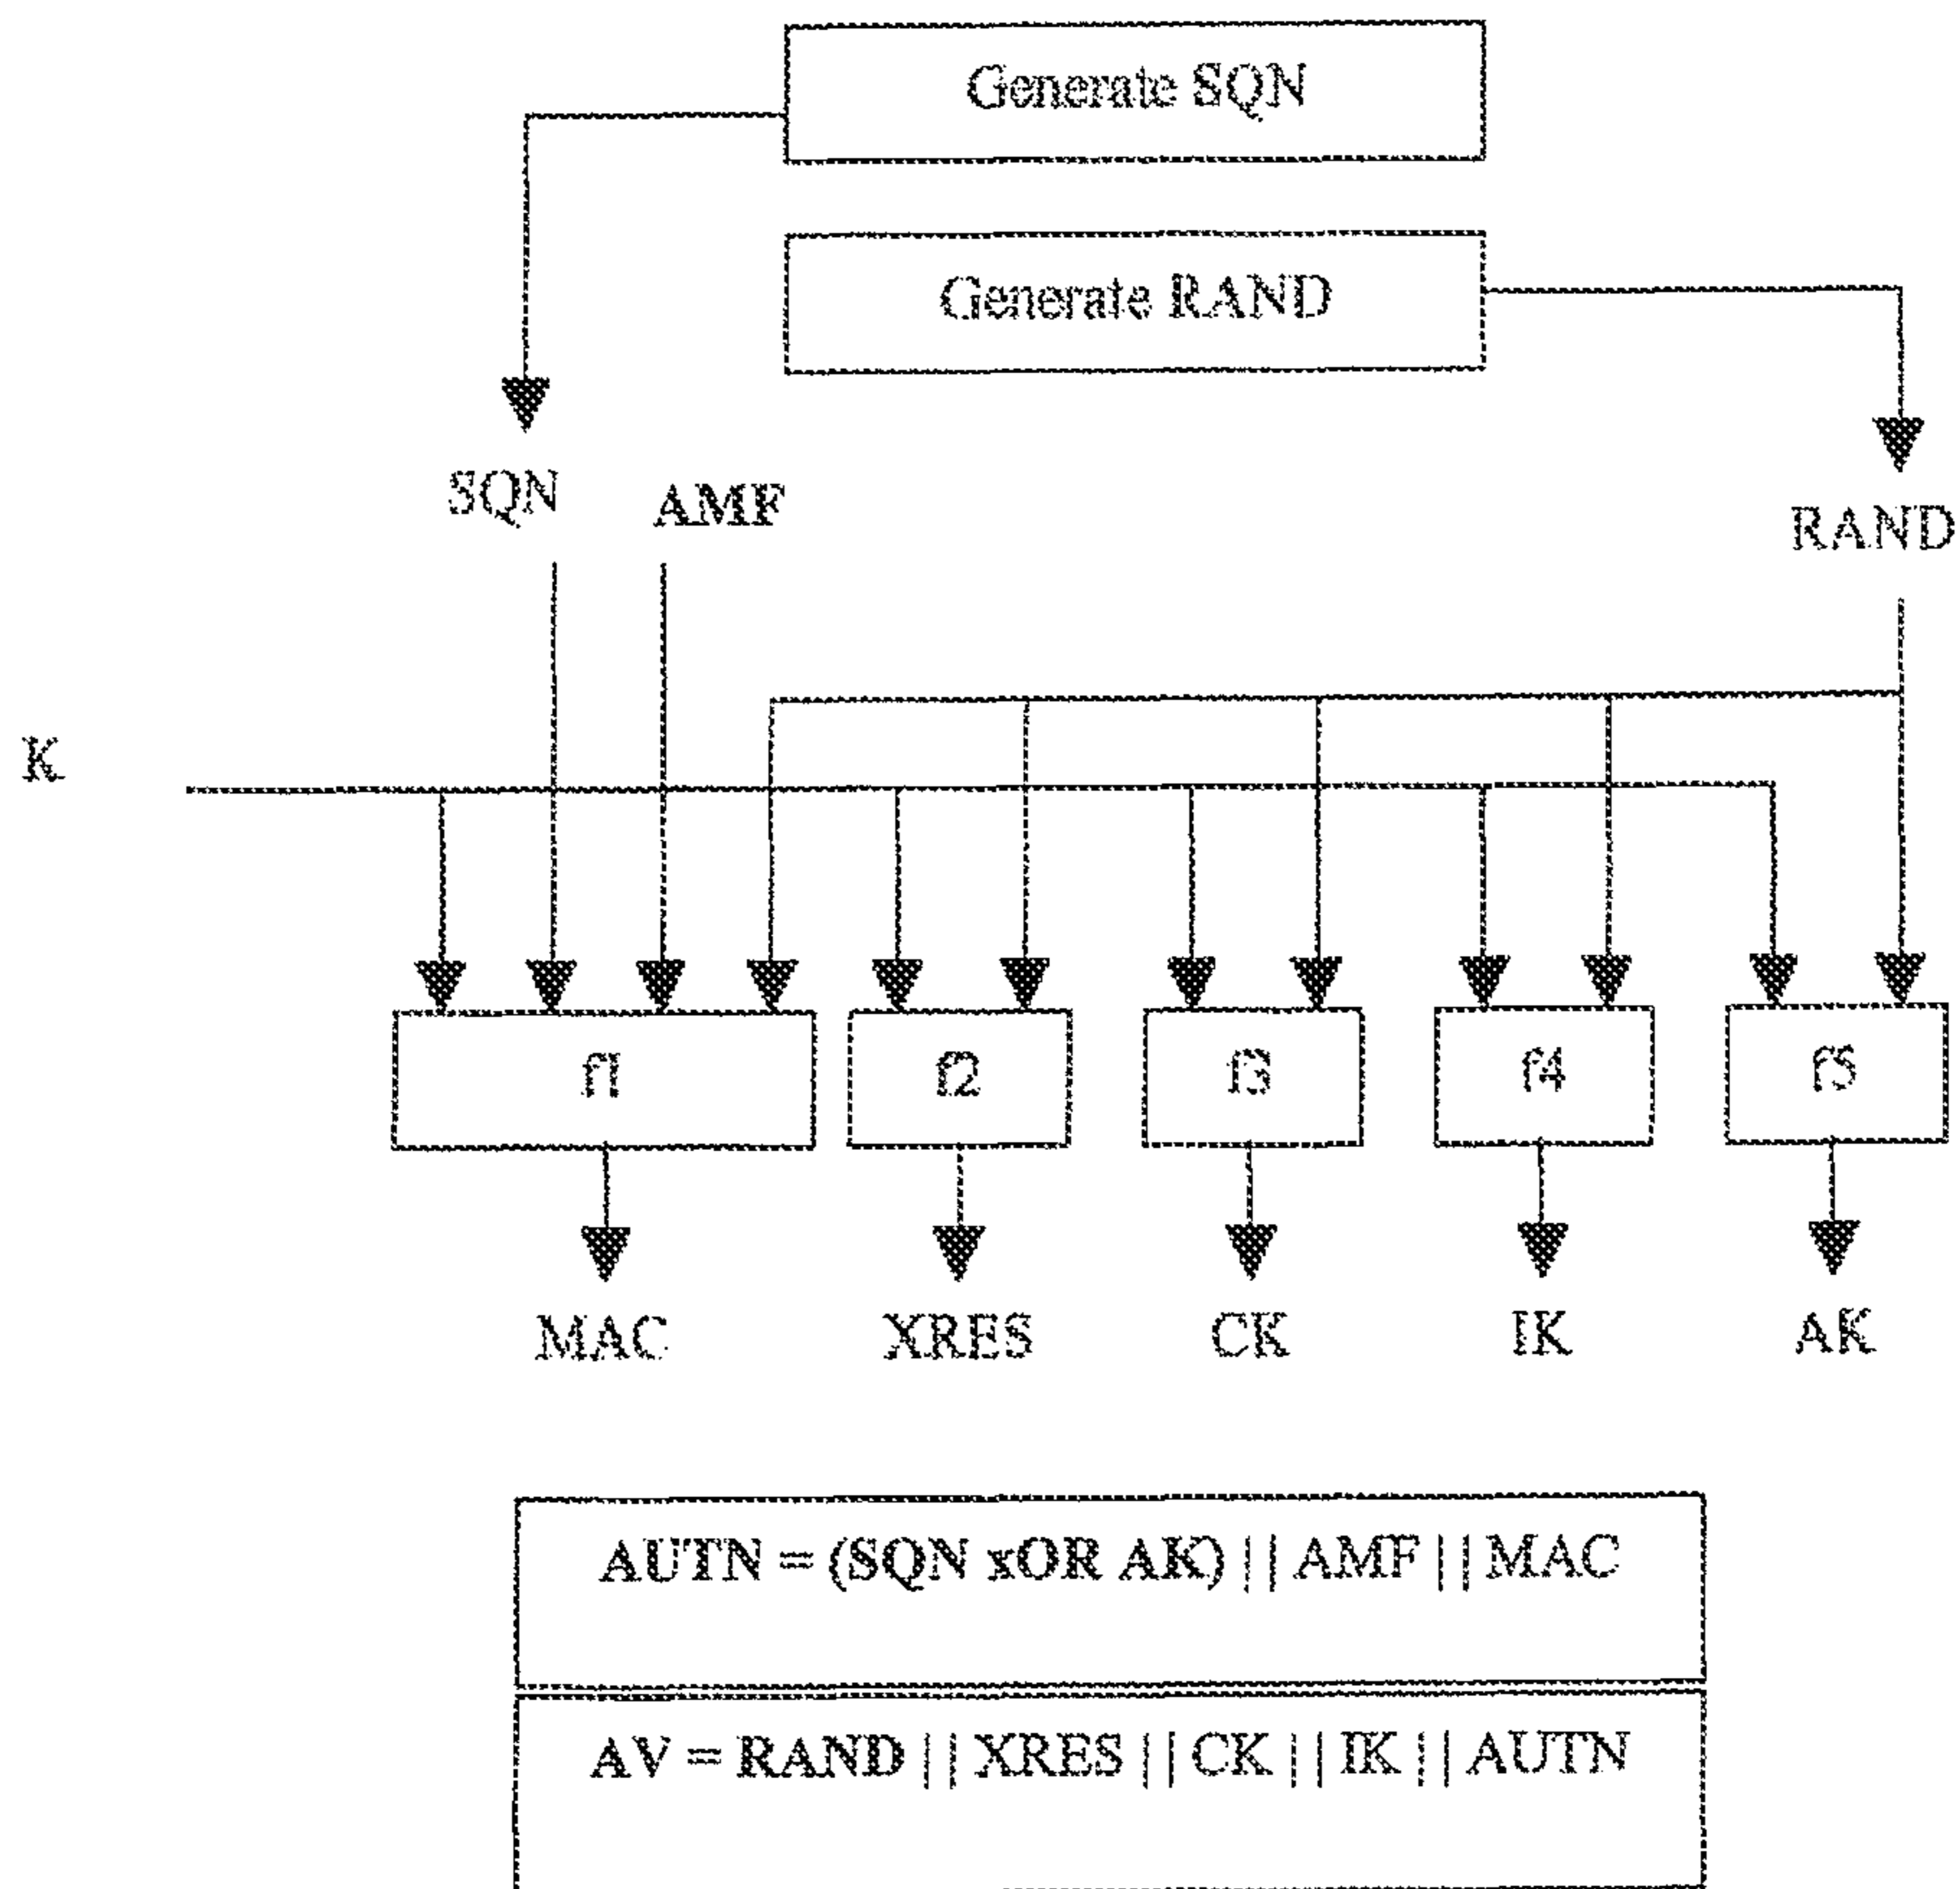 Generate SQN
Generate RAND
SQN
AMF
RAND
K
f1
f2
f3
f4
f5
MAC
XRES
CK
IK
AK
AUTN = (SQN xOR AK) || AMF || MAC
AV = RAND || XRES || CK || IK || AUTN